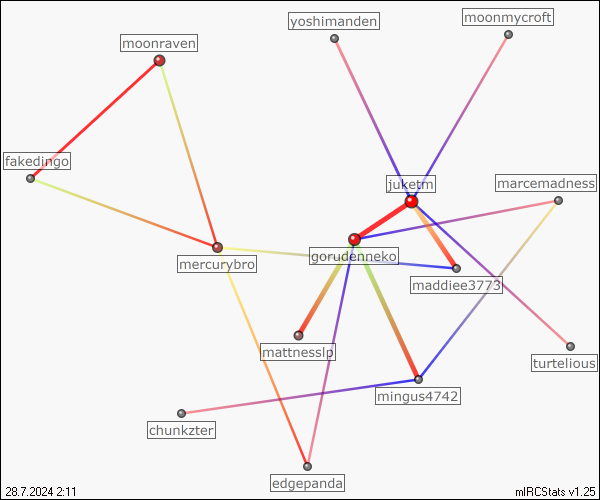 moonmycroft
yoshimanden
moonraven
fakedingo
juketm
marcemadness
gorudenneko
mercurybro
maddiee3773
mattnesslp
turtelious
mingus4742
chunkzter
edgepanda
28.7.2024 2:11
mIRCStats v1.25